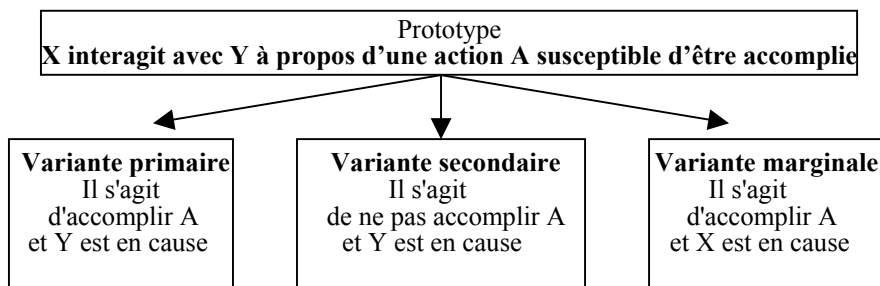 Prototype
X interagit avec Y à propos d’une action A susceptible d’être accomplie
Variante primaire
Il s'agit
d'accomplir A
et Y est en cause
Variante secondaire
Il s'agit
de ne pas accomplir A
et Y est en cause
Variante marginale
Il s'agit
d'accomplir A
et X est en cause